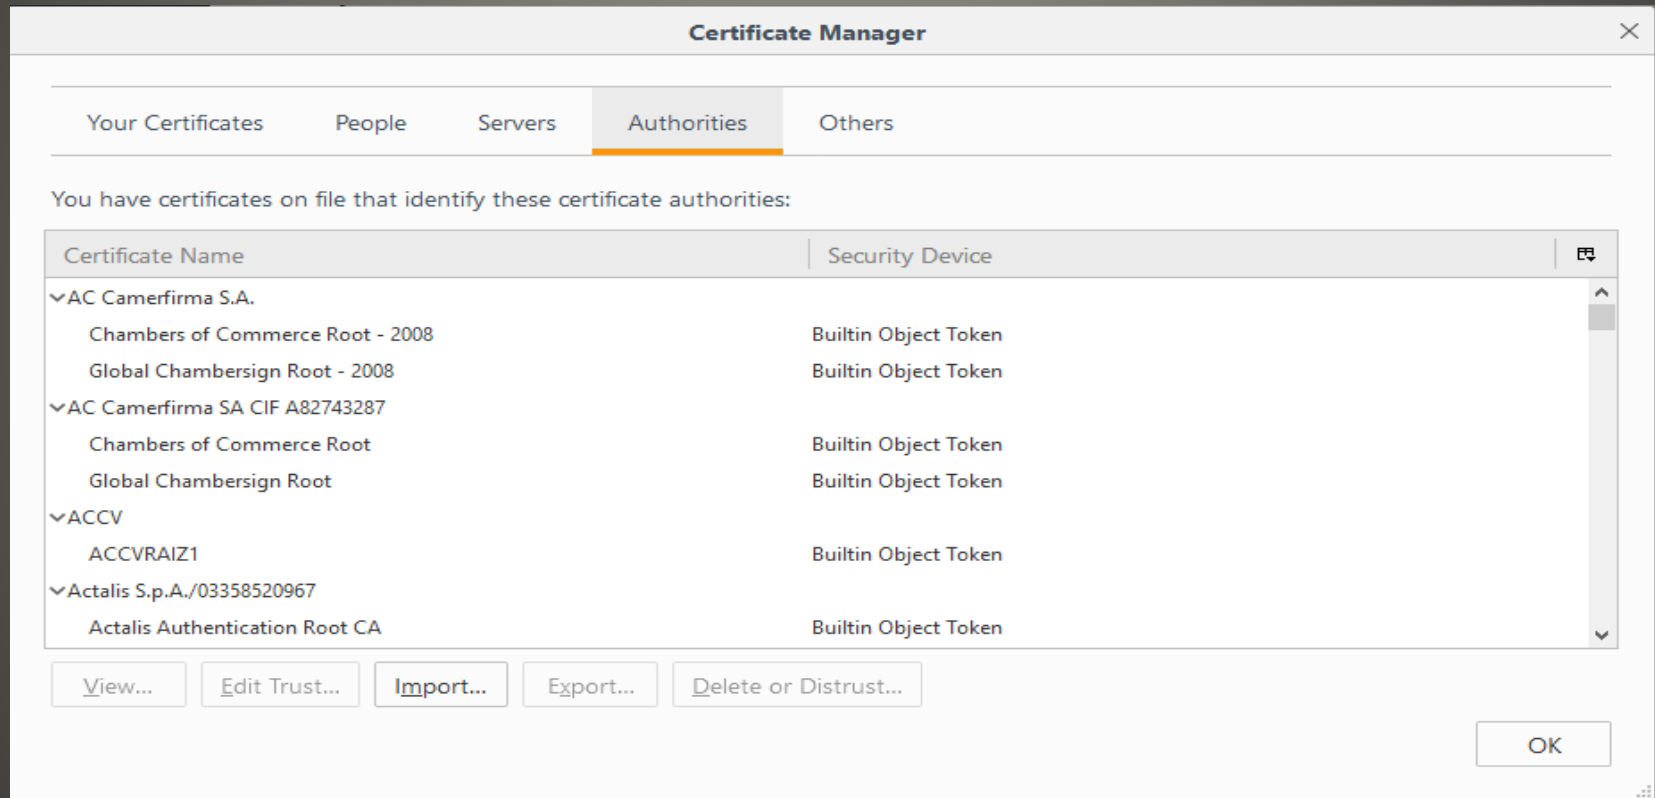 Certificate Manager
Your Certificates People Servers Authorities Others
You have certificates on file that identify these certificate authorities:
Certificate Name Security Device
AC Camerfirma S.A.
Chambers of Commerce Root - 2008 Builtin Object Token
Global Chambersign Root - 2008 Builtin Object Token
AC Camerfirma SA CIF A82743287
Chambers of Commerce Root Builtin Object Token
Global Chambersign Root Builtin Object Token
ACCV
ACCVRAIZ1 Builtin Object Token
Actalis S.p.A./03358520967
Actalis Authentication Root CA Builtin Object Token
View... Edit Trust... Import... Export... Delete or Distrust...
OK